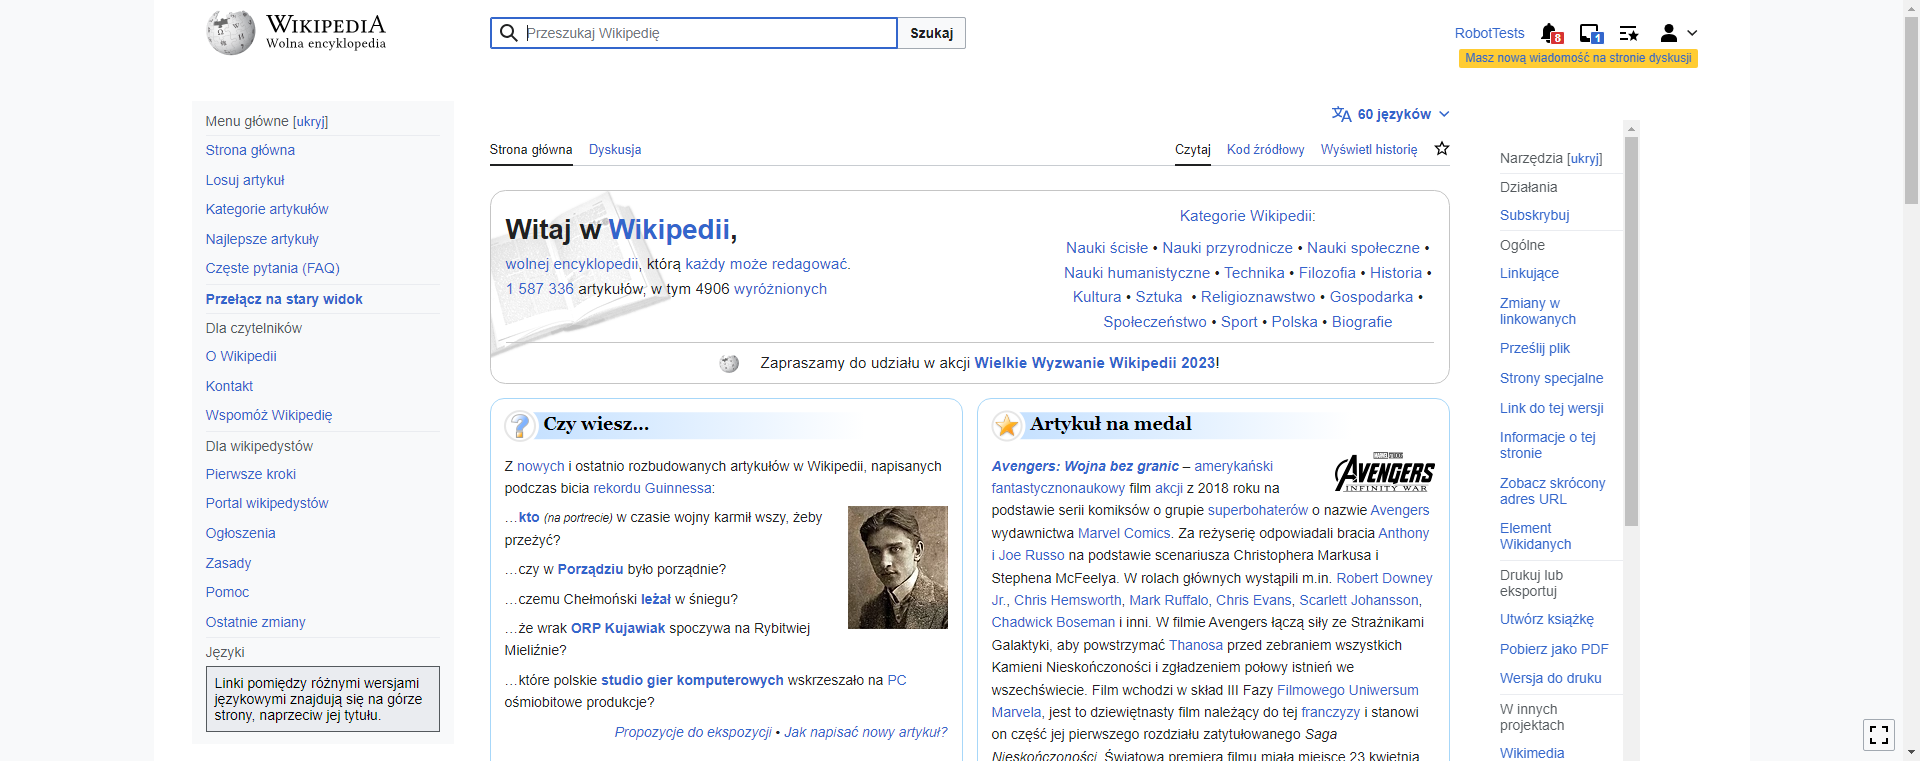 WIKIPEDIA
Wolna encyklopedia
Przeszukaj Wikipedię
Szukaj
RobotTests
8
1
Masz nową wiadomość na stronie dyskusji
Menu główne [ukryj]
Strona główna
Losuj artykuł
Kategorie artykułów
Najlepsze artykuły
Częste pytania (FAQ)
Przełącz na stary widok
Dla czytelników
O Wikipedii
Kontakt
Wspomóż Wikipedię
Dla wikipedystów
Pierwsze kroki
Portal wikipedystów
Ogłoszenia
Zasady
Pomoc
Ostatnie zmiany
Języki
Linki pomiędzy różnymi wersjami
językowymi znajdują się na górze
strony, naprzeciw jej tytułu.
60 języków
Strona główna
Dyskusja
Czytaj
Kod źródłowy
Wyświetl historię
Witaj w Wikipedii,
wolnej encyklopedii, którą każdy może redagować.
1 587 336 artykułów, w tym 4906 wyróżnionych
Kategorie Wikipedii:
Nauki ścisłe • Nauki przyrodnicze • Nauki społeczne •
Nauki humanistyczne • Technika • Filozofia • Historia •
Kultura • Sztuka • Religioznawstwo • Gospodarka •
Społeczeństwo • Sport • Polska • Biografie
Zapraszamy do udziału w akcji Wielkie Wyzwanie Wikipedii 2023!
Czy wiesz...
Z nowych i ostatnio rozbudowanych artykułów w Wikipedii, napisanych
podczas bicia rekordu Guinnessa:
…kto (na portrecie) w czasie wojny karmił wszy, żeby
przeżyć?
…czy w Porządziu było porządnie?
…czemu Chełmoński leżał w śniegu?
…że wrak ORP Kujawiak spoczywa na Rybitwiej
Mieliźnie?
…które polskie studio gier komputerowych wskrzeszało na PC
ośmiobitowe produkcje?
Propozycje do ekspozycji • Jak napisać nowy artykuł?
Artykuł na medal
MARVEL STUDIOS
AVENGERS
INFINITY WAR
Avengers: Wojna bez granic – amerykański
fantastycznonaukowy film akcji z 2018 roku na
podstawie serii komiksów o grupie superbohaterów o nazwie Avengers
wydawnictwa Marvel Comics. Za reżyserię odpowiadali bracia Anthony
i Joe Russo na podstawie scenariusza Christophera Markusa i
Stephena McFeelya. W rolach głównych wystąpili m.in. Robert Downey
Jr., Chris Hemsworth, Mark Ruffalo, Chris Evans, Scarlett Johansson,
Chadwick Boseman i inni. W filmie Avengers łączą siły ze Strażnikami
Galaktyki, aby powstrzymać Thanosa przed zebraniem wszystkich
Kamieni Nieskończoności i zgładzeniem połowy istnień we
wszechświecie. Film wchodzi w skład III Fazy Filmowego Uniwersum
Marvela, jest to dziewiętnasty film należący do tej franczyzy i stanowi
on część jej pierwszego rozdziału zatytułowanego Saga
Nieskończoności. Światowa premiera filmu miała miejsce 23 kwietnia
Narzędzia [ukryj]
Działania
Subskrybuj
Ogólne
Linkujące
Zmiany w
linkowanych
Prześlij plik
Strony specjalne
Link do tej wersji
Informacje o tej
stronie
Zobacz skrócony
adres URL
Element
Wikidanych
Drukuj lub
eksportuj
Utwórz książkę
Pobierz jako PDF
Wersja do druku
W innych
projektach
Wikimedia